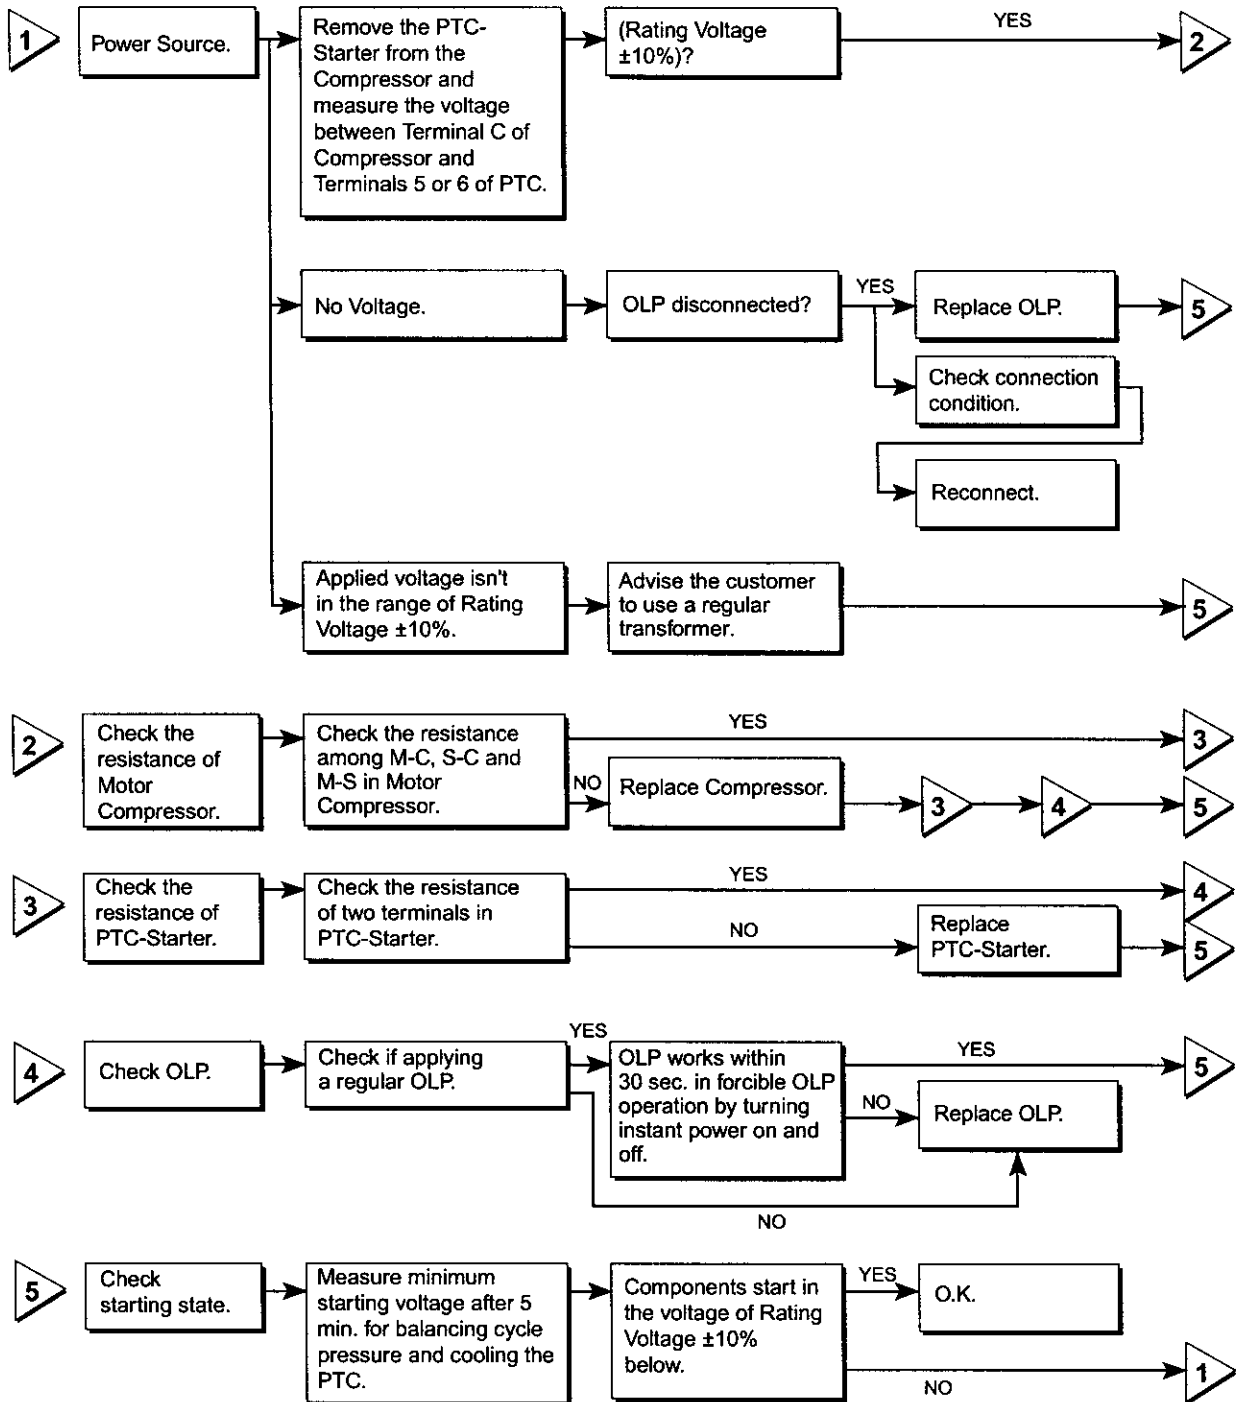 1
Power Source.
Remove the PTC-
Starter from the
Compressor and
measure the voltage
between Terminal C of
Compressor and
Terminals 5 or 6 of PTC.
(Rating Voltage
±10%)?
YES
2
No Voltage.
OLP disconnected?
YES
Replace OLP.
5
Check connection
condition.
Reconnect.
Applied voltage isn't
in the range of Rating
Voltage ±10%.
Advise the customer
to use a regular
transformer.
5
2
Check the
resistance of
Motor
Compressor.
Check the resistance
among M-C, S-C and
M-S in Motor
Compressor.
YES
3
NO
Replace Compressor.
3
4
5
3
Check the
resistance of
PTC-Starter.
Check the resistance
of two terminals in
PTC-Starter.
YES
4
NO
Replace
PTC-Starter.
5
4
Check OLP.
Check if applying
a regular OLP.
YES
OLP works within
30 sec. in forcible OLP
operation by turning
instant power on and
off.
YES
5
NO
Replace OLP.
NO
5
Check
starting state.
Measure minimum
starting voltage after 5
min. for balancing cycle
pressure and cooling the
PTC.
Components start in
the voltage of Rating
Voltage ±10%
below.
YES
O.K.
NO
1